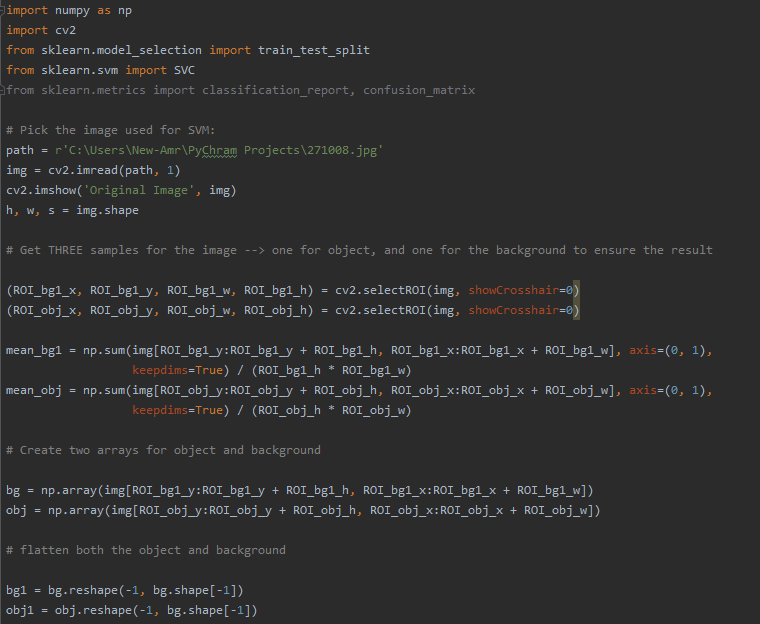 import numpy as np
import cv2
from sklearn.model_selection import train_test_split
from sklearn.svm import SVC
from sklearn.metrics import classification_report, confusion_matrix

# Pick the image used for SVM:
path = r'C:\Users\New-Amr\PyChram Projects\271008.jpg'
img = cv2.imread(path, 1)
cv2.imshow('Original Image', img)
h, w, s = img.shape

# Get THREE samples for the image --> one for object, and one for the background to ensure the result

(ROI_bg1_x, ROI_bg1_y, ROI_bg1_w, ROI_bg1_h) = cv2.selectROI(img, showCrosshair=0)
(ROI_obj_x, ROI_obj_y, ROI_obj_w, ROI_obj_h) = cv2.selectROI(img, showCrosshair=0)

mean_bg1 = np.sum(img[ROI_bg1_y:ROI_bg1_y + ROI_bg1_h, ROI_bg1_x:ROI_bg1_x + ROI_bg1_w], axis=(0, 1),
                  keepdims=True) / (ROI_bg1_h * ROI_bg1_w)
mean_obj = np.sum(img[ROI_obj_y:ROI_obj_y + ROI_obj_h, ROI_obj_x:ROI_obj_x + ROI_obj_w], axis=(0, 1),
                  keepdims=True) / (ROI_obj_h * ROI_obj_w)

# Create two arrays for object and background

bg = np.array(img[ROI_bg1_y:ROI_bg1_y + ROI_bg1_h, ROI_bg1_x:ROI_bg1_x + ROI_bg1_w])
obj = np.array(img[ROI_obj_y:ROI_obj_y + ROI_obj_h, ROI_obj_x:ROI_obj_x + ROI_obj_w])

# flatten both the object and background

bg1 = bg.reshape(-1, bg.shape[-1])
obj1 = obj.reshape(-1, bg.shape[-1])